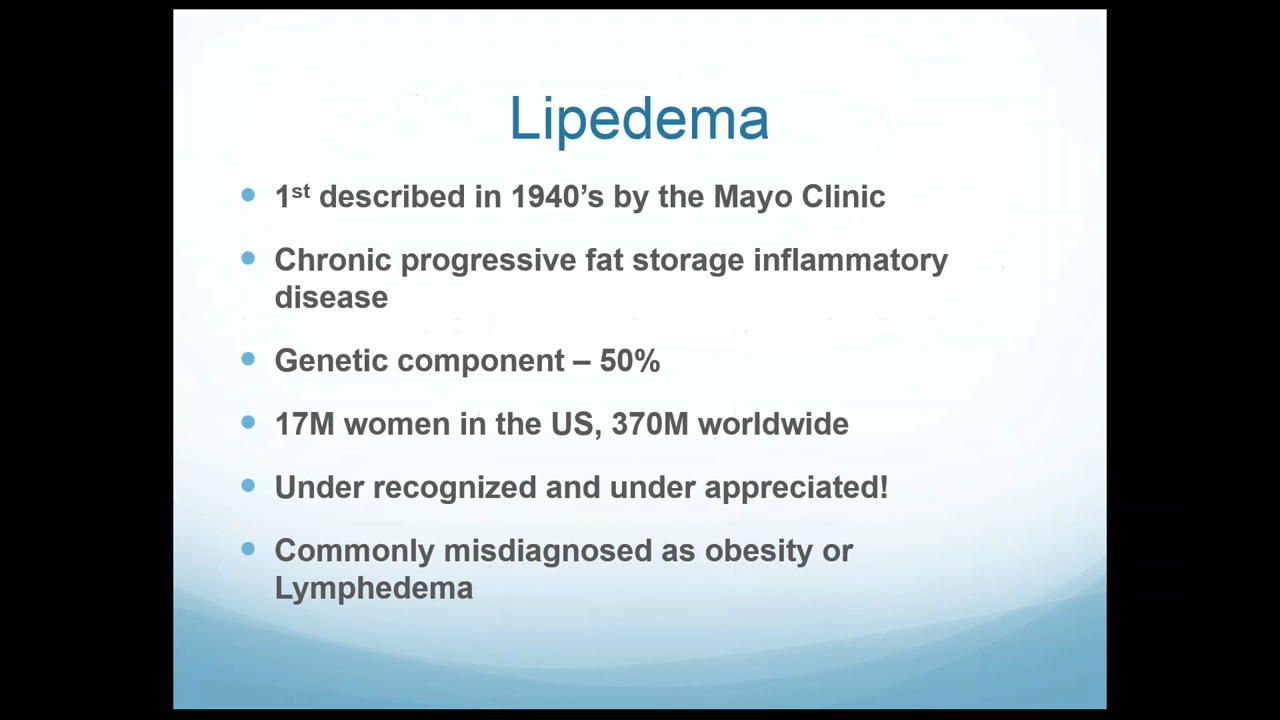 Lipedema
• 1st described in 1940’s by the Mayo Clinic
• Chronic progressive fat storage inflammatory
disease
• Genetic component – 50%
• 17M women in the US, 370M worldwide
• Under recognized and under appreciated!
• Commonly misdiagnosed as obesity or
Lymphedema